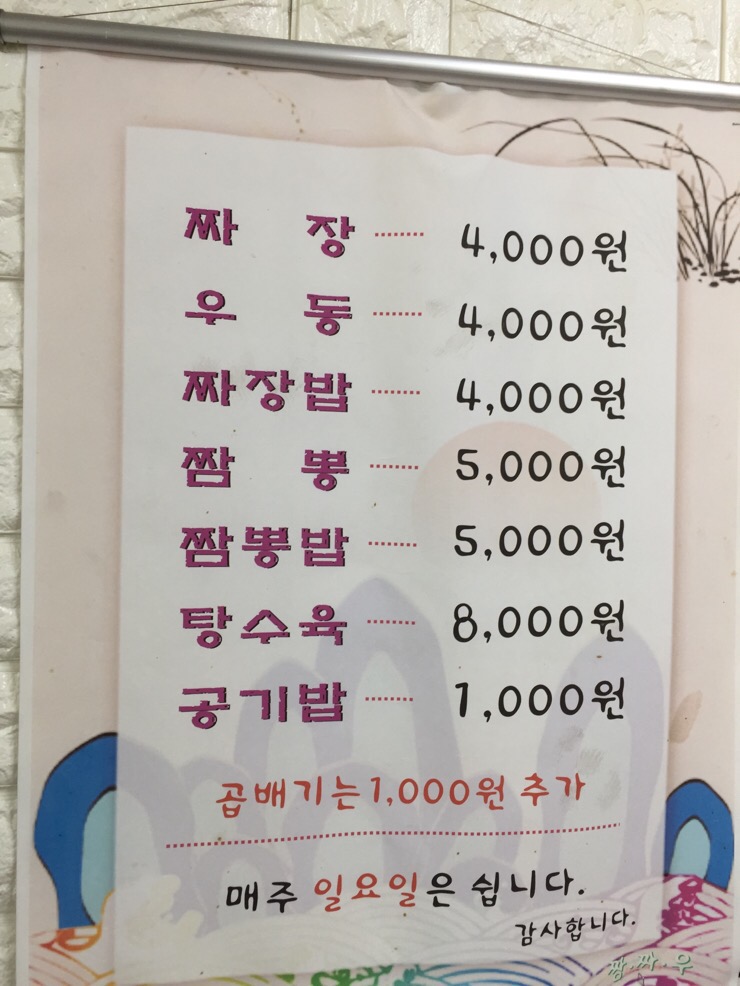 짜 장 ······· 4,000원
우 동 ······· 4,000원
짜장밥 ······· 4,000원
짬 뽕 ······· 5,000원
짬뽕밥 ······· 5,000원
탕수육 ······· 8,000원
공기밥 ······· 1,000원
곱배기는1,000원 추가
매주 일요일은 쉽니다.
감사합니다.
짬.짜.우